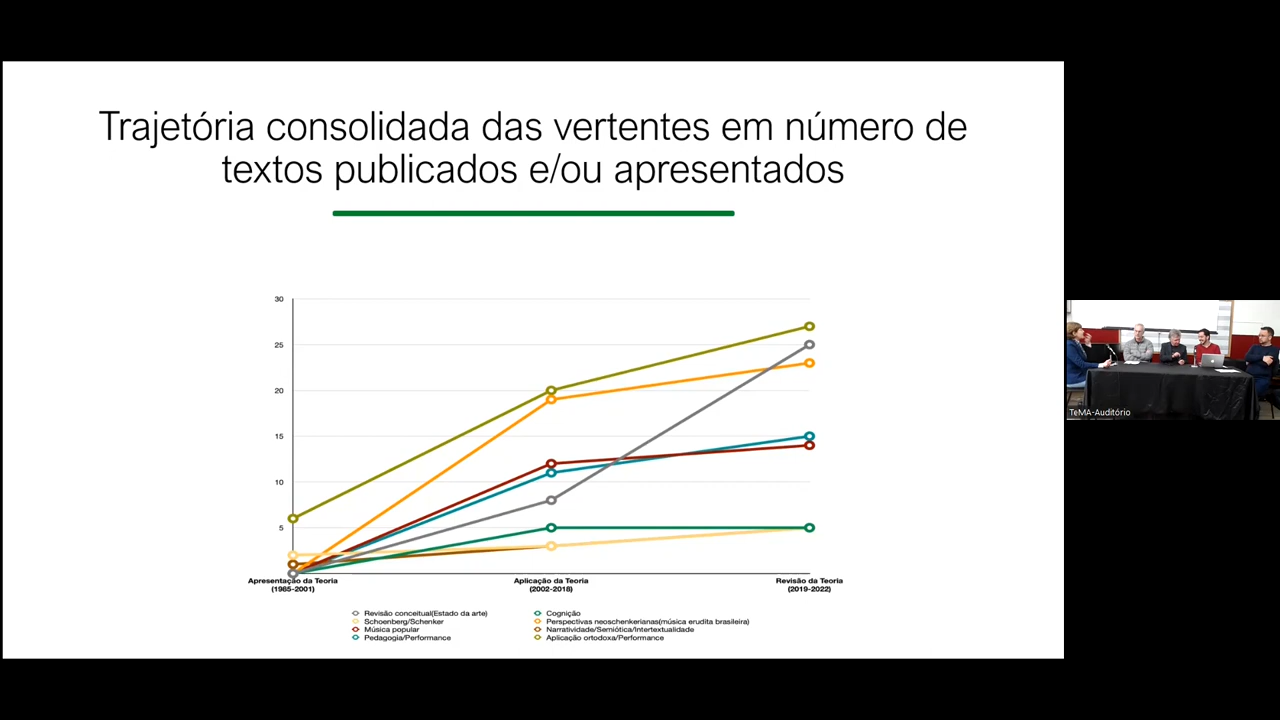 Trajetória consolidada das vertentes em número de
textos publicados e/ou apresentados
30
25
20
15
10
5
Apresentação da Teoria
(1985-2001)
Aplicação da Teoria
(2002-2018)
Revisão da Teoria
(2019-2022)
Revisão conceitual(Estado da arte)
Schoenberg/Schenker
Música popular
Pedagogia/Performance
Cognição
Perspectivas neoschenkerianas(música erudita brasileira)
Narratividade/Semiótica/Intertextualidade
Aplicação ortodoxa/Performance
TeMA-Auditório